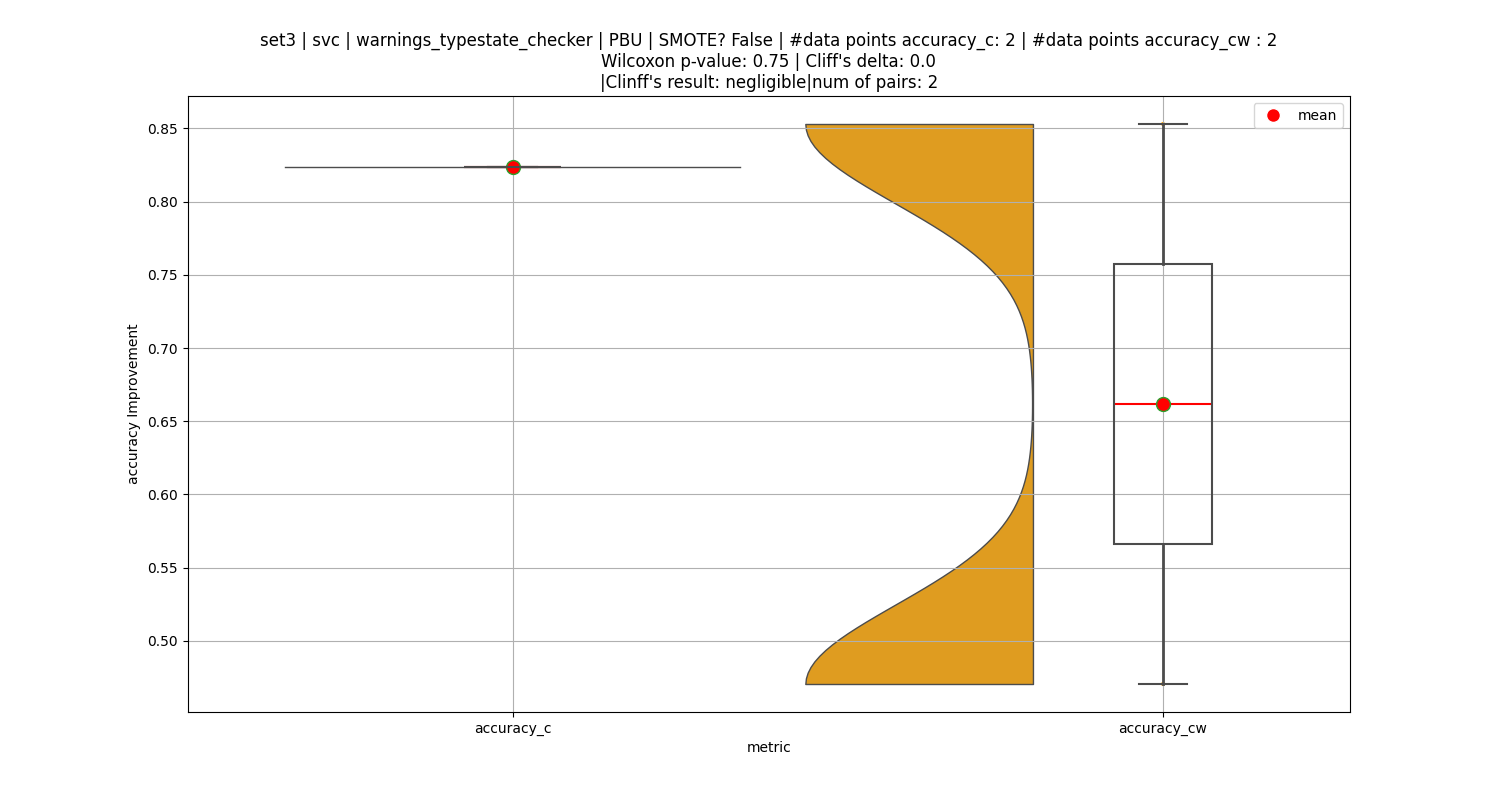 set3 | svc | warnings_typestate_checker | PBU | SMOTE? False | #data points accuracy_c: 2 | #data points accuracy_cw : 2
Wilcoxon p-value: 0.75 | Cliff's delta: 0.0
|Clinff's result: negligible|num of pairs: 2
mean
0.85
0.80
0.75
0.70
0.65
0.60
0.55
0.50
accuracy Improvement
accuracy_c
accuracy_cw
metric